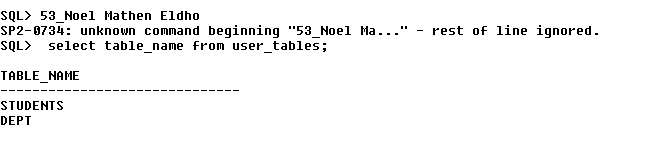 SQL> 53_Noel Mathen Eldho
SP2-0734: unknown command beginning "53_Noel Ma..." - rest of line ignored.
SQL>  select table_name from user_tables;
TABLE_NAME
------------------------------
STUDENTS
DEPT